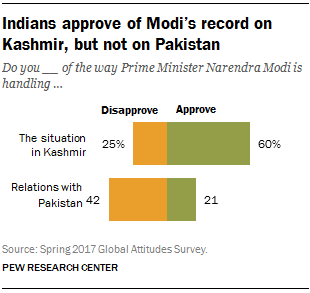 Indians approve of Modi's record on
Kashmir, but not on Pakistan
Do you __ of the way Prime Minister Narendra Modi is
handling ...
Disapprove Approve
The situation
in Kashmir 25% 60%
Relations with
Pakistan 42 21
Source: Spring 2017 Global Attitudes Survey.
PEW RESEARCH CENTER